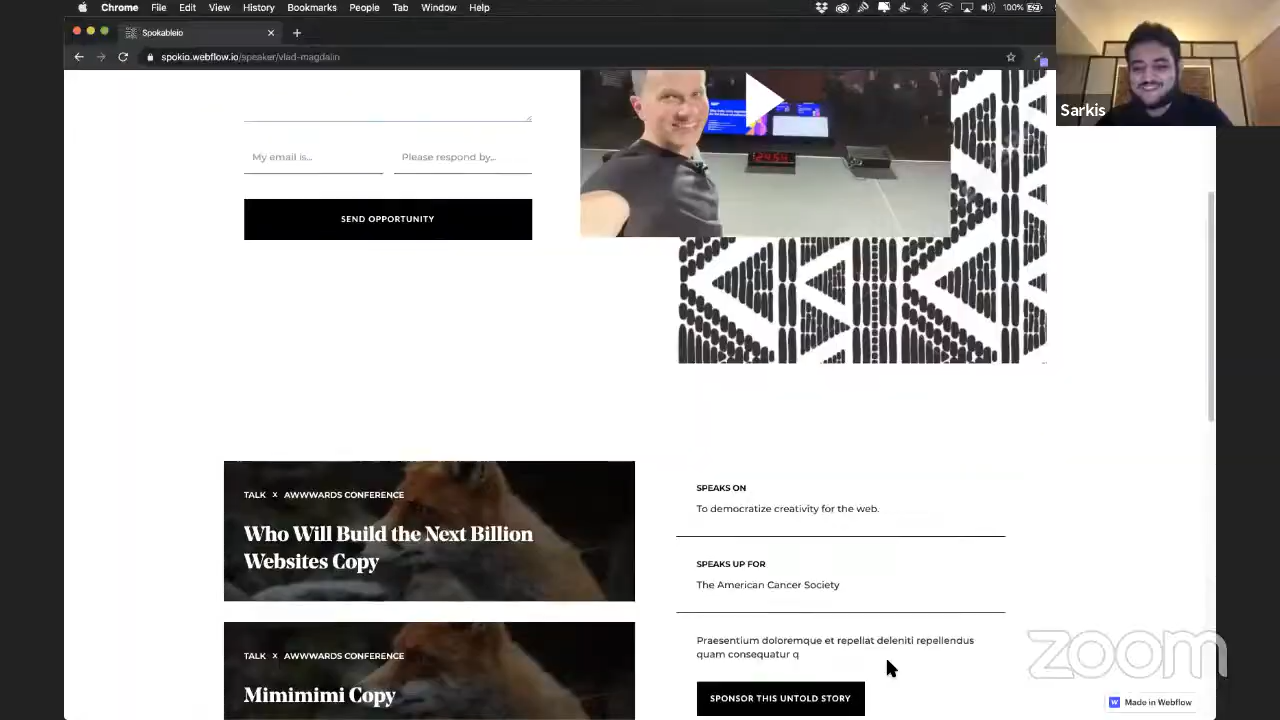 Chrome File Edit View History Bookmarks People Tab Window Help
100%
Spokableio
spokio.webflow.io/speaker/vlad-magdalin
Sarkis
My email is...
Please respond by...
SEND OPPORTUNITY
24:54
TALK X AWWWARDS CONFERENCE
Who Will Build the Next Billion
Websites Copy
TALK X AWWWARDS CONFERENCE
Mimimimi Copy
SPEAKS ON
To democratize creativity for the web.
SPEAKS UP FOR
The American Cancer Society
Praesentium doloremque et repellat deleniti repellendus
quam consequatur q
SPONSOR THIS UNTOLD STORY
zoom
Made in Webflow